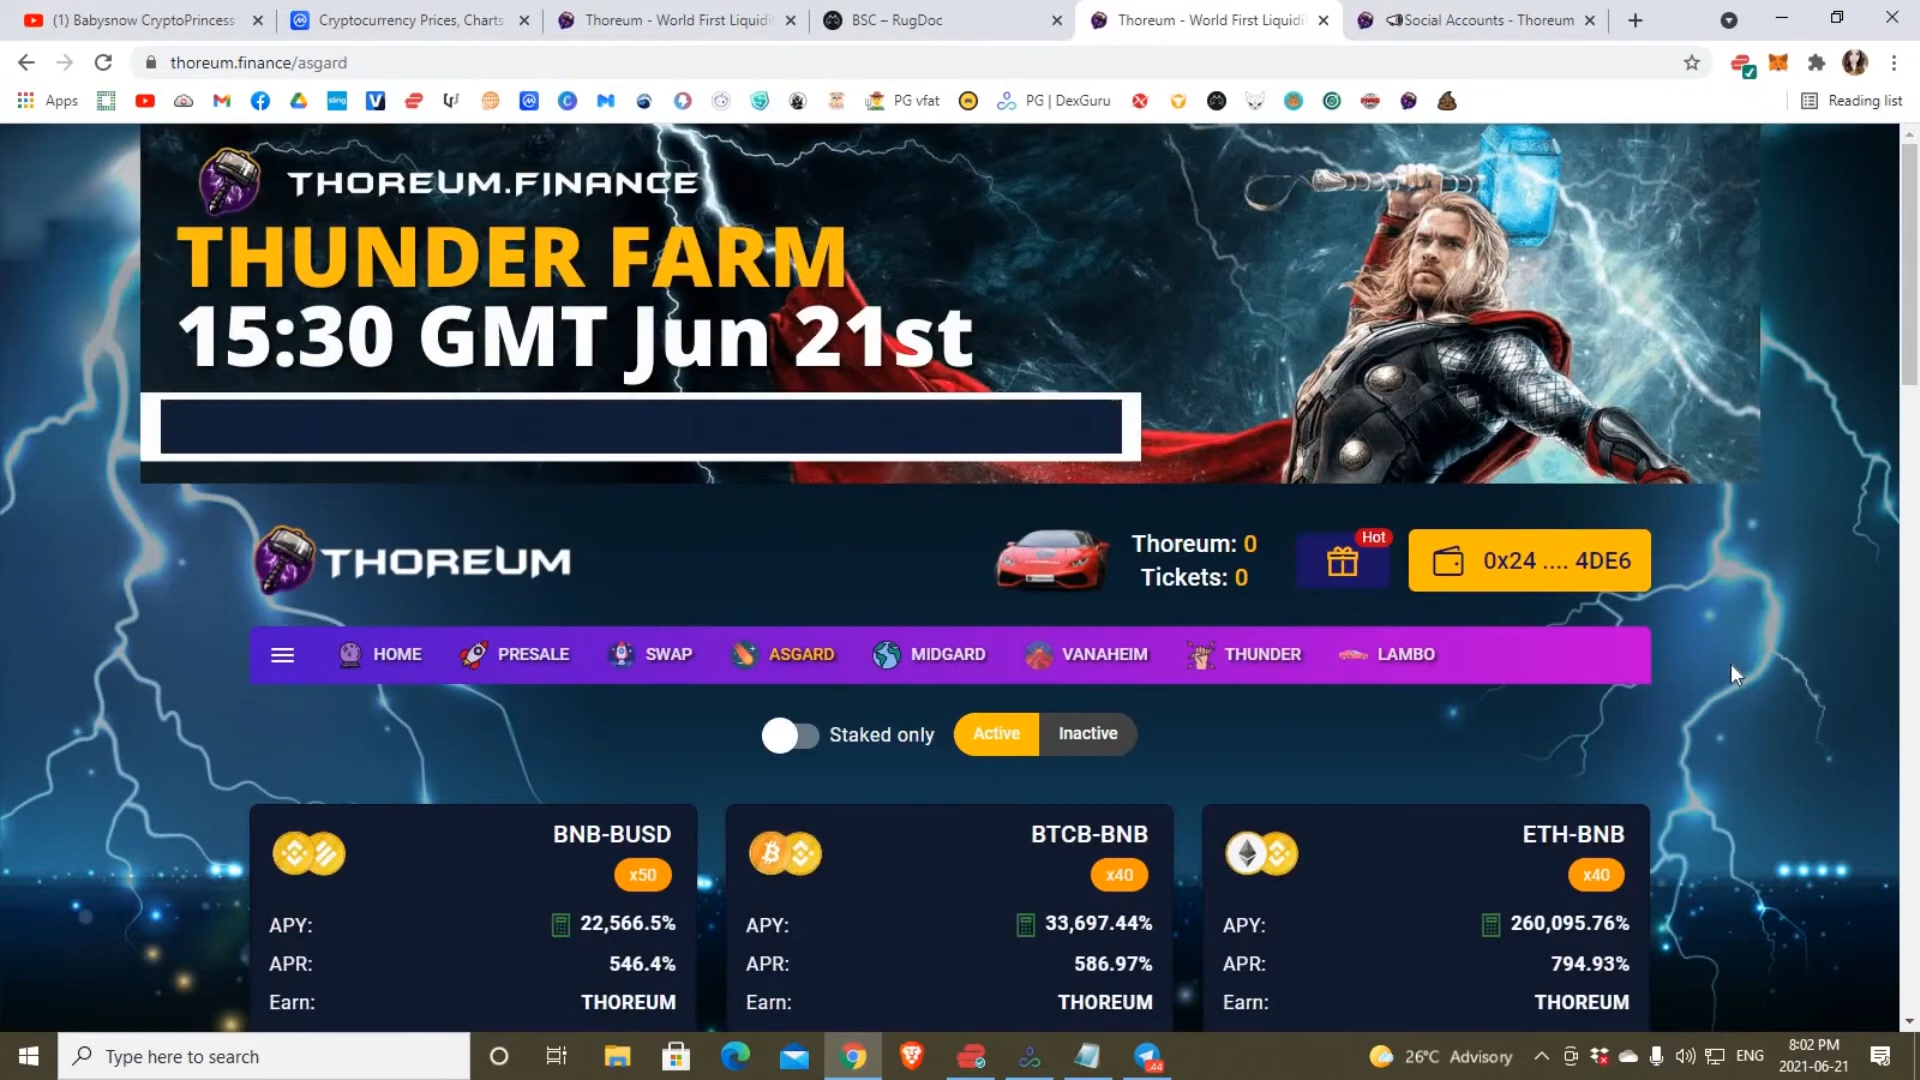 (1) Babysnow CryptoPrincess
Cryptocurrency Prices, Charts
Thoreum - World First Liquidi
BSC – RugDoc
Thoreum - World First Liquidi
Social Accounts - Thoreum
thoreum.finance/asgard
Apps
PG vfat
PG | DexGuru
Reading list
THOREUM.FINANCE
THUNDER FARM
15:30 GMT Jun 21st
THOREUM
Thoreum: 0
Tickets: 0
Hot
0x24 .... 4DE6
HOME
PRESALE
SWAP
ASGARD
MIDGARD
VANAHEIM
THUNDER
LAMBO
Staked only
Active
Inactive
BNB-BUSD
x50
APY: 22,566.5%
APR: 546.4%
Earn: THOREUM
BTCB-BNB
x40
APY: 33,697.44%
APR: 586.97%
Earn: THOREUM
ETH-BNB
x40
APY: 260,095.76%
APR: 794.93%
Earn: THOREUM
Type here to search
44
26°C Advisory
ENG
8:02 PM
2021-06-21